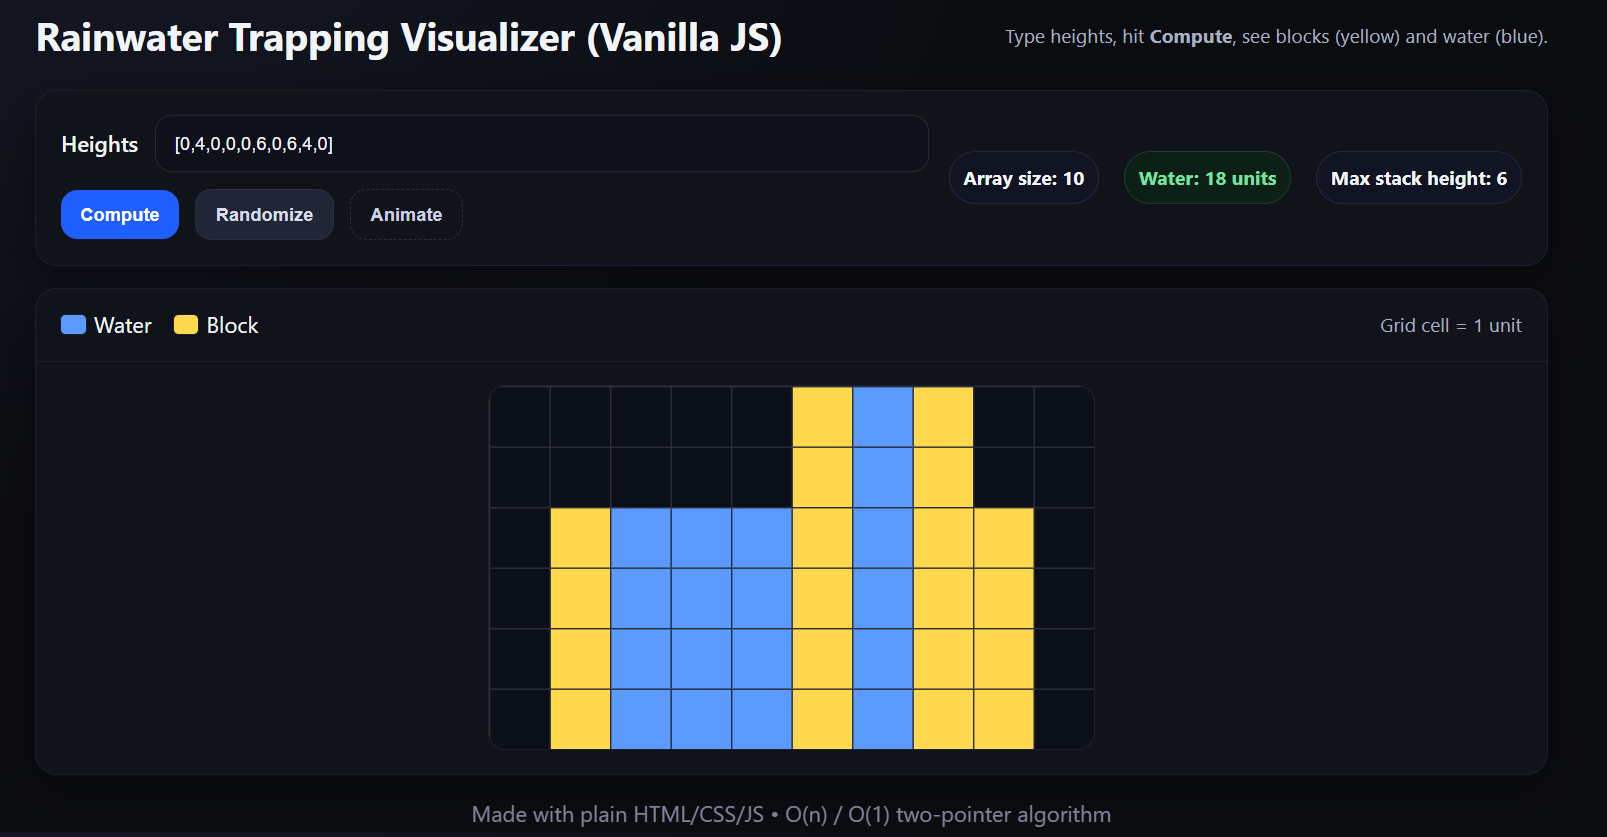 Rainwater Trapping Visualizer (Vanilla JS)
Type heights, hit Compute, see blocks (yellow) and water (blue).
Heights
[0,4,0,0,0,6,0,6,4,0]
Compute
Randomize
Animate
Array size: 10
Water: 18 units
Max stack height: 6
Water
Block
Grid cell = 1 unit
Made with plain HTML/CSS/JS • O(n) / O(1) two-pointer algorithm